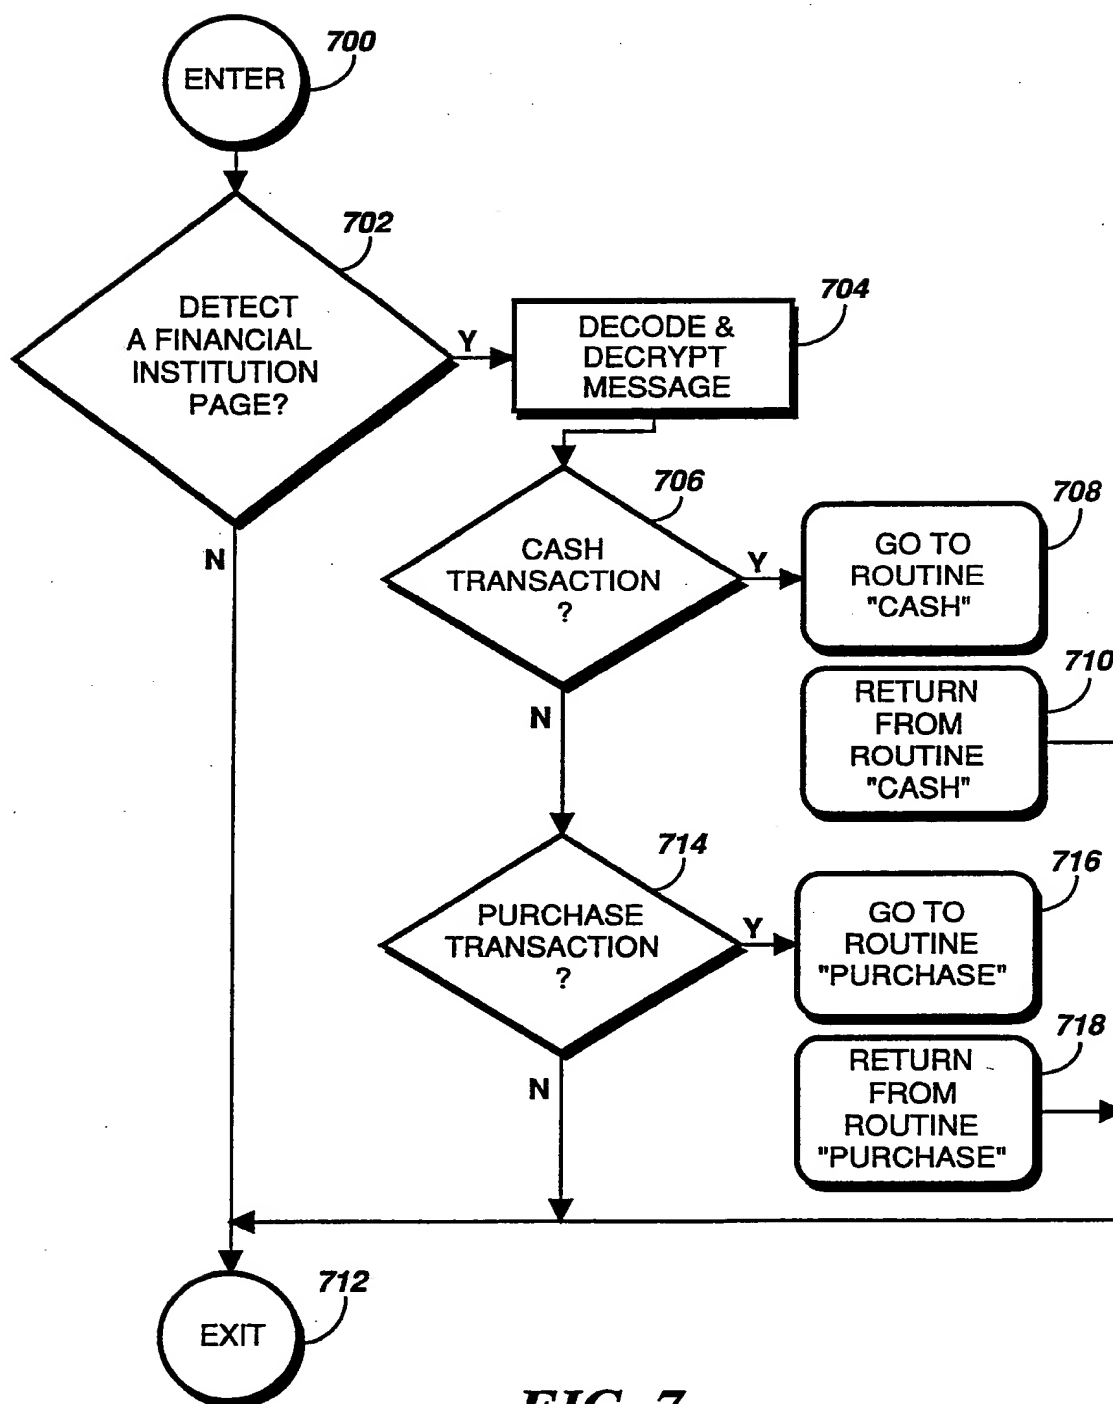 700
ENTER
702
DETECT
A FINANCIAL
INSTITUTION
PAGE?
Y
N
704
DECODE &
DECRYPT
MESSAGE
706
CASH
TRANSACTION
?
Y
N
708
GO TO
ROUTINE
"CASH"
710
RETURN
FROM
ROUTINE
"CASH"
714
PURCHASE
TRANSACTION
?
Y
N
716
GO TO
ROUTINE
"PURCHASE"
718
RETURN
FROM
ROUTINE
"PURCHASE"
712
EXIT
FIG. 7